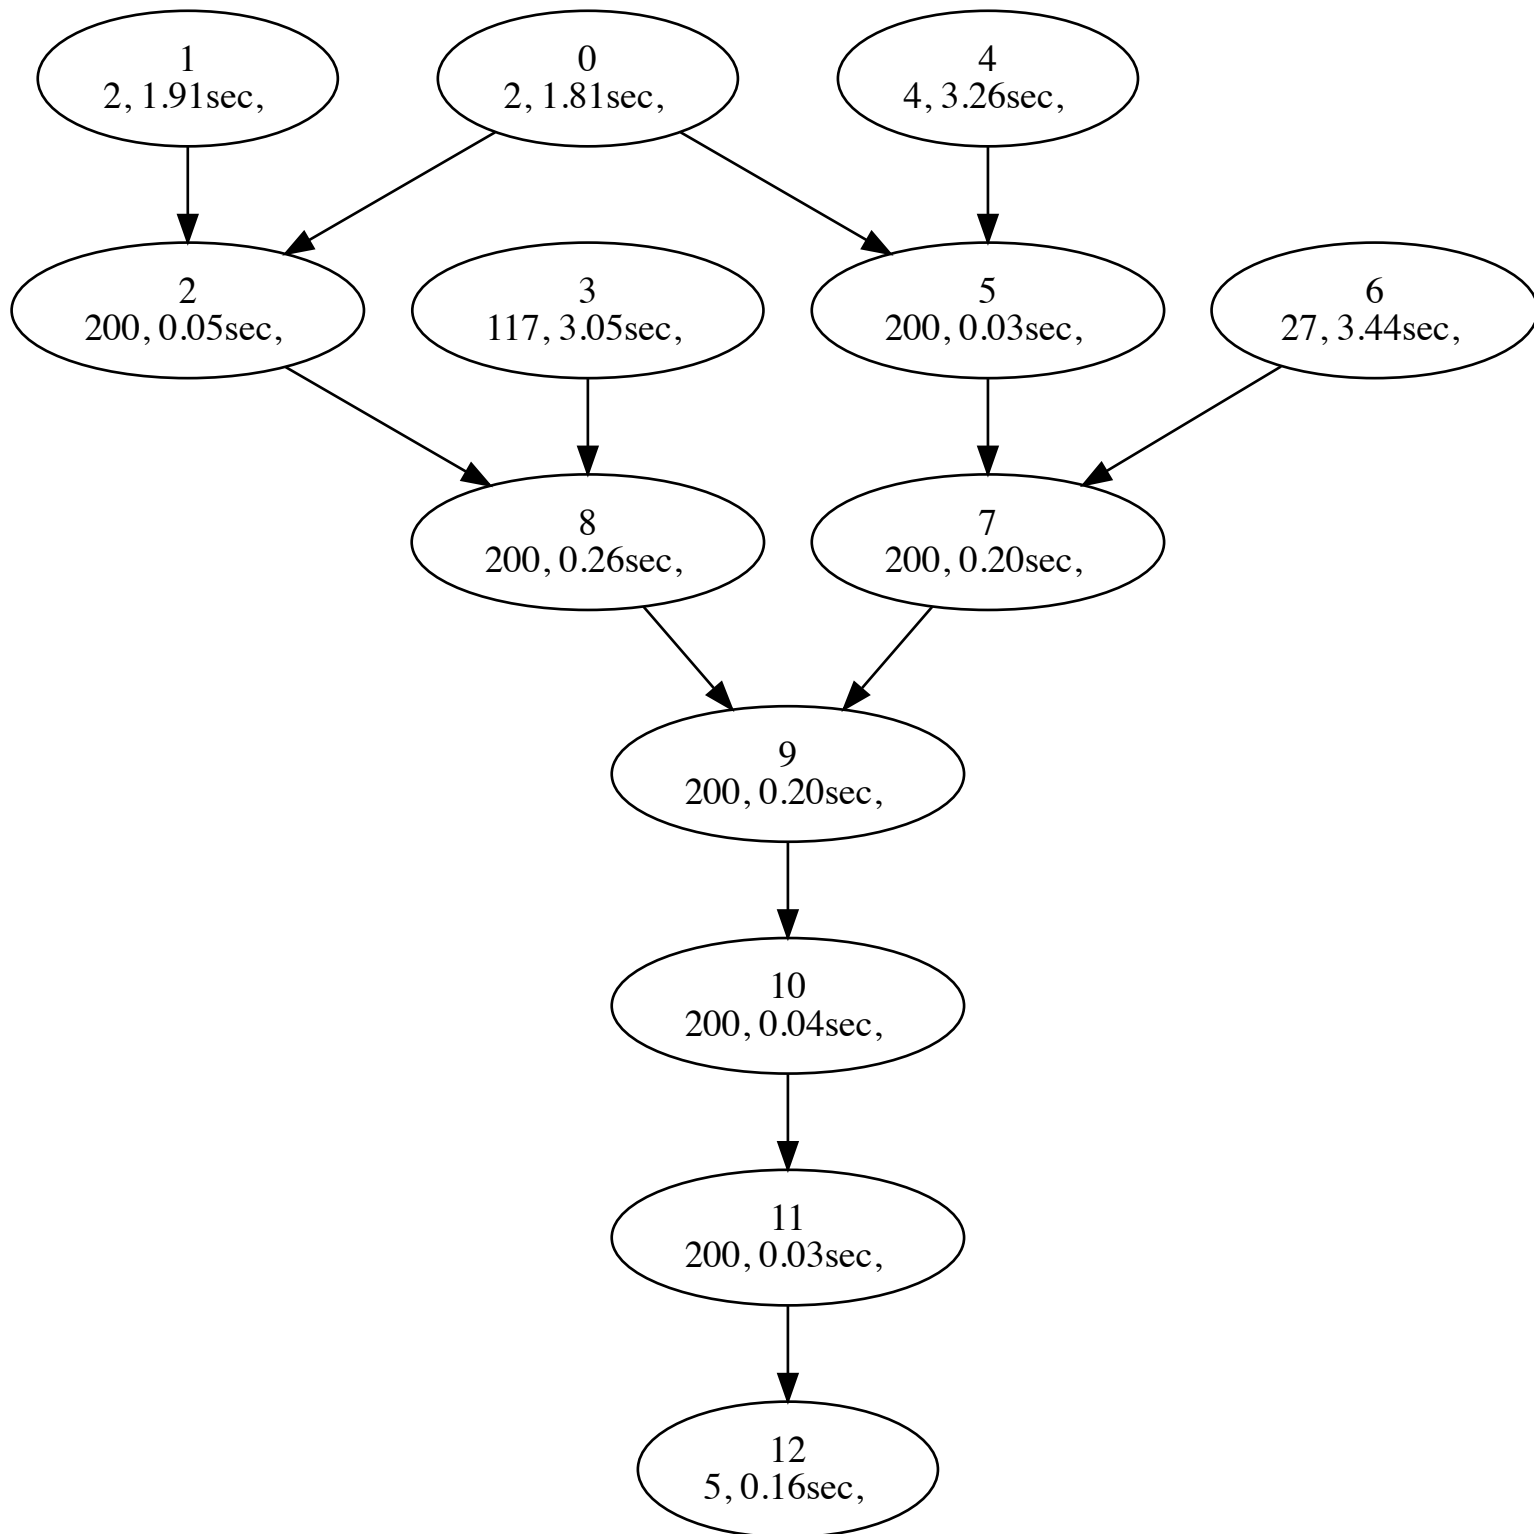 1
2, 1.91sec,
0
2, 1.81sec,
4
4, 3.26sec,
2
200, 0.05sec,
3
117, 3.05sec,
5
200, 0.03sec,
6
27, 3.44sec,
8
200, 0.26sec,
7
200, 0.20sec,
9
200, 0.20sec,
10
200, 0.04sec,
11
200, 0.03sec,
12
5, 0.16sec,